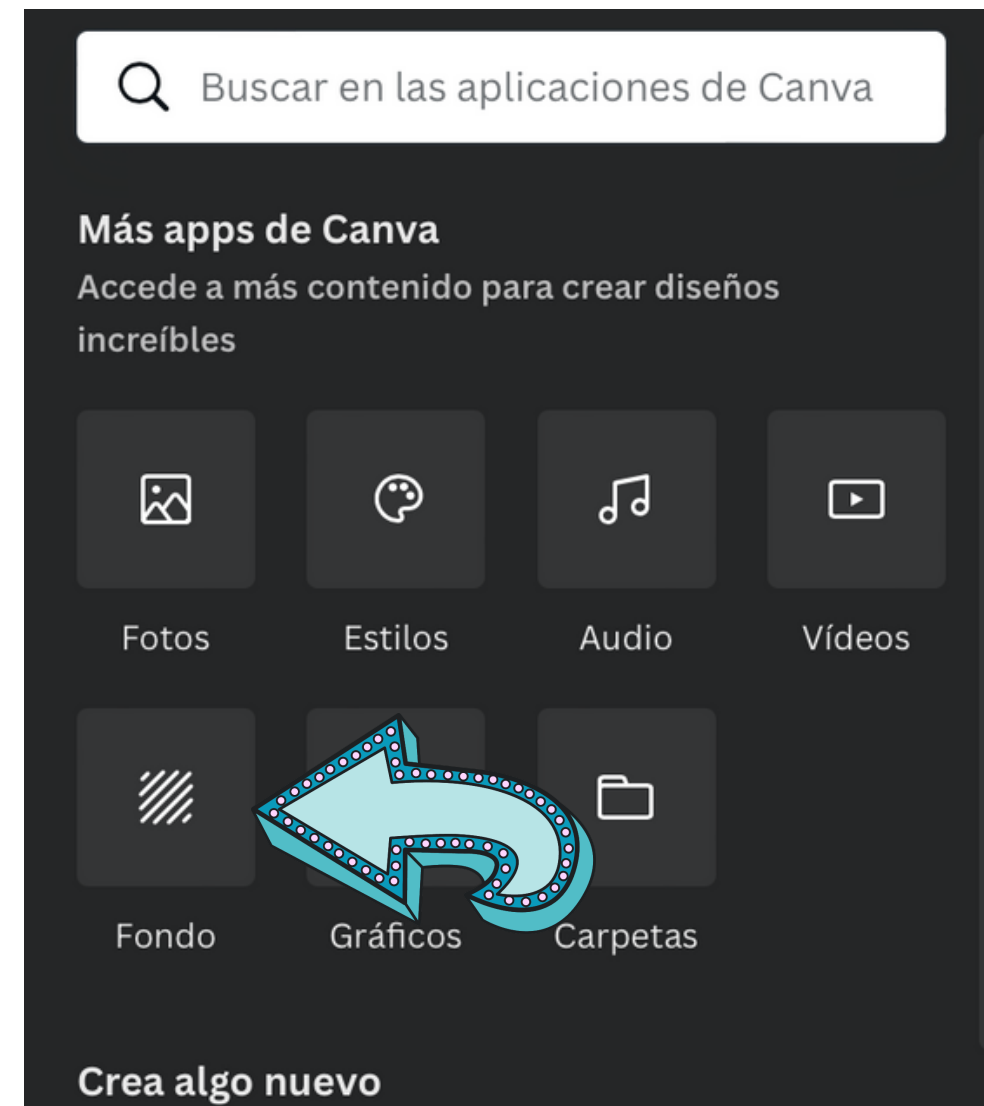 Buscar en las aplicaciones de Canva
Más apps de Canva
Accede a más contenido para crear diseños
increíbles
Fotos Estilos Audio Vídeos
Fondo Gráficos Carpetas
Crea algo nuevo